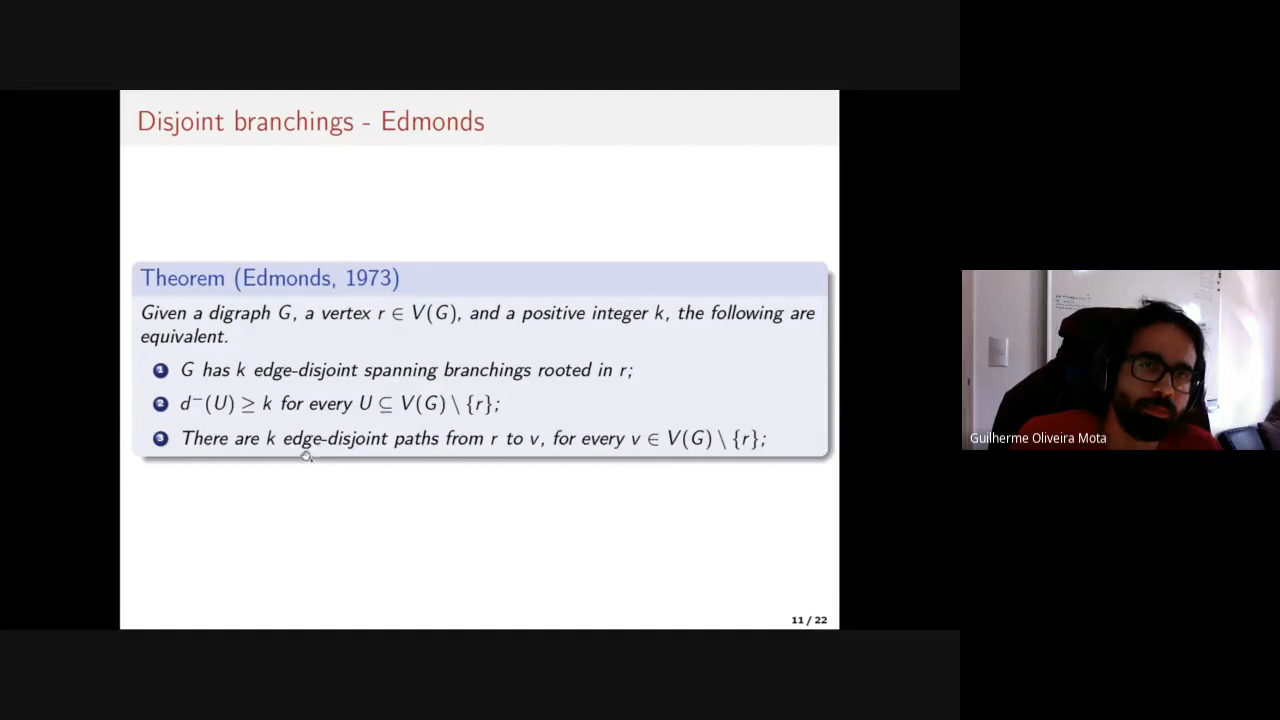 Disjoint branchings - Edmonds
Theorem (Edmonds, 1973)
Given a digraph G, a vertex r ∈ V(G), and a positive integer k, the following are
equivalent.
1 G has k edge-disjoint spanning branchings rooted in r;
2 d⁻(U) ≥ k for every U ⊆ V(G) \ {r};
3 There are k edge-disjoint paths from r to v, for every v ∈ V(G) \ {r};
11 / 22
Guilherme Oliveira Mota